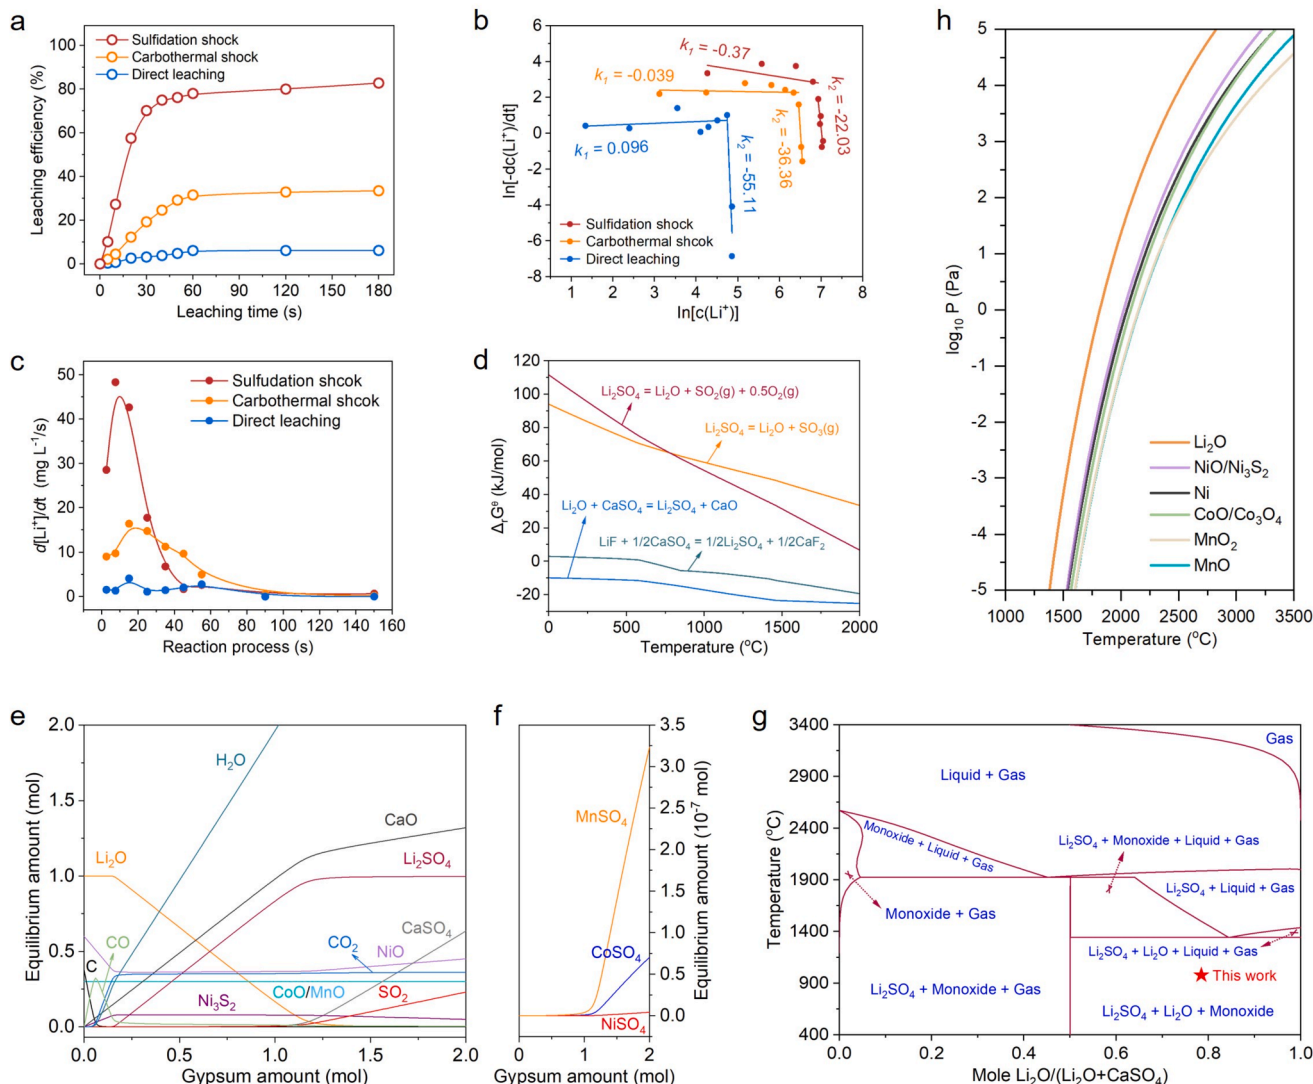 a
Sulfidation shock
Carbothermal shock
Direct leaching
Leaching efficiency (%)
100
80
60
40
20
0
0 30 60 90 120 150 180
Leaching time (s)
b
k₁ = -0.37
k₁ = -0.039
k₁ = 0.096
k₂ = -22.03
k₂ = -36.36
k₂ = -55.11
Sulfidation shock
Carbothermal shcok
Direct leaching
ln[-dc(Li⁺)/dt]
6
4
2
0
-2
-4
-6
-8
1 2 3 4 5 6 7 8
ln[c(Li⁺)]
h
log₁₀ P (Pa)
5
4
3
2
1
0
-1
-2
-3
-4
-5
Li₂O
NiO/Ni₃S₂
Ni
CoO/Co₃O₄
MnO₂
MnO
1000 1500 2000 2500 3000 3500
Temperature (°C)
c
Sulfudation shcok
Carbothermal shcok
Direct leaching
d[Li⁺]/dt (mg L⁻¹/s)
50
40
30
20
10
0
0 20 40 60 80 100 120 140 160
Reaction process (s)
d
Li₂SO₄ = Li₂O + SO₂(g) + 0.5O₂(g)
Li₂SO₄ = Li₂O + SO₃(g)
Li₂O + CaSO₄ = Li₂SO₄ + CaO
LiF + 1/2CaSO₄ = 1/2Li₂SO₄ + 1/2CaF₂
ΔᵣG^θ (kJ/mol)
120
100
80
60
40
20
0
-20
0 500 1000 1500 2000
Temperature (°C)
e
Equilibrium amount (mol)
2.0
1.5
1.0
0.5
0.0
H₂O
CaO
Li₂O
Li₂SO₄
CaSO₄
CO
CO₂
NiO
C
CoO/MnO
SO₂
Ni₃S₂
0.0 0.5 1.0 1.5 2.0
Gypsum amount (mol)
f
MnSO₄
CoSO₄
NiSO₄
3.5
3.0
2.5
2.0
1.5
1.0
0.5
0.0
Equilibrium amount (10⁻⁷ mol)
0 1 2
Gypsum amount (mol)
g
Temperature (°C)
3400
2900
2400
1900
1400
900
400
Gas
Liquid + Gas
Monoxide + Liquid + Gas
Li₂SO₄ + Monoxide + Liquid + Gas
Li₂SO₄ + Liquid + Gas
Monoxide + Gas
Li₂SO₄ + Li₂O + Liquid + Gas
This work
Li₂SO₄ + Monoxide + Gas
Li₂SO₄ + Li₂O + Monoxide
0.0 0.2 0.4 0.6 0.8 1.0
Mole Li₂O/(Li₂O+CaSO₄)